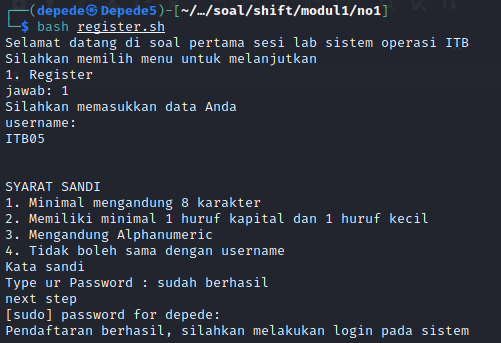 ┌──(depede㉿Depede5)-[~/…/soal/shift/modul1/no1]
└─$ bash register.sh
Selamat datang di soal pertama sesi lab sistem operasi ITB
Silahkan memilih menu untuk melanjutkan
1. Register
jawab: 1
Silahkan memasukkan data Anda
username:
ITB05
SYARAT SANDI
1. Minimal mengandung 8 karakter
2. Memiliki minimal 1 huruf kapital dan 1 huruf kecil
3. Mengandung Alphanumeric
4. Tidak boleh sama dengan username
Kata sandi
Type ur Password : sudah berhasil
next step
[sudo] password for depede:
Pendaftaran berhasil, silahkan melakukan login pada sistem